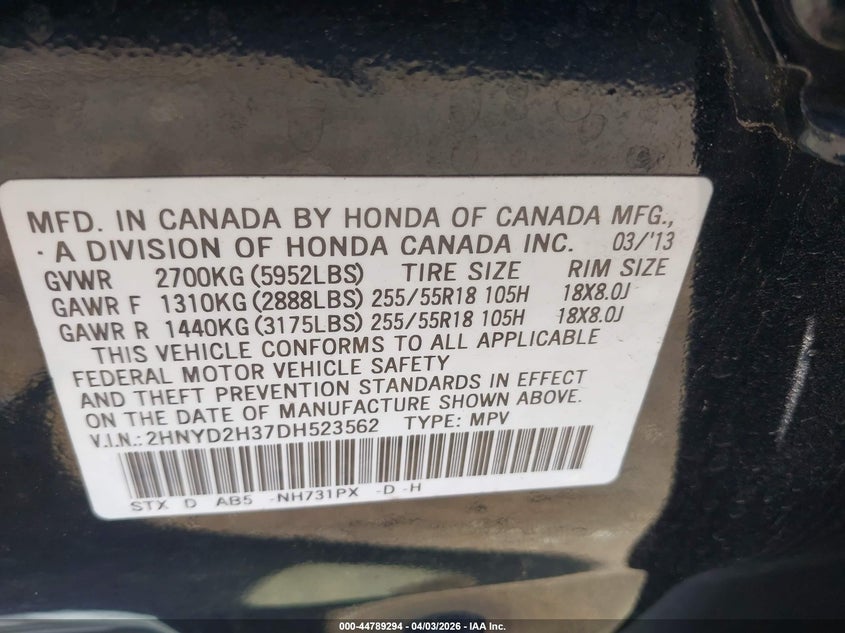 MFD. IN CANADA BY HONDA OF CANADA MFG.,
A DIVISION OF HONDA CANADA INC. 03/'13
GVWR 2700KG (5952LBS) TIRE SIZE RIM SIZE
GAWR F 1310KG (2888LBS) 255/55R18 105H 18X8.0J
GAWR R 1440KG (3175LBS) 255/55R18 105H 18X8.0J
THIS VEHICLE CONFORMS TO ALL APPLICABLE
FEDERAL MOTOR VEHICLE SAFETY
AND THEFT PREVENTION STANDARDS IN EFFECT
ON THE DATE OF MANUFACTURE SHOWN ABOVE.
V.I.N.: 2HNYD2H37DH523562 TYPE: MPV
STX D AB5 -NH731PX -D -H
000-44789294 - 04/03/2026 - IAA Inc.